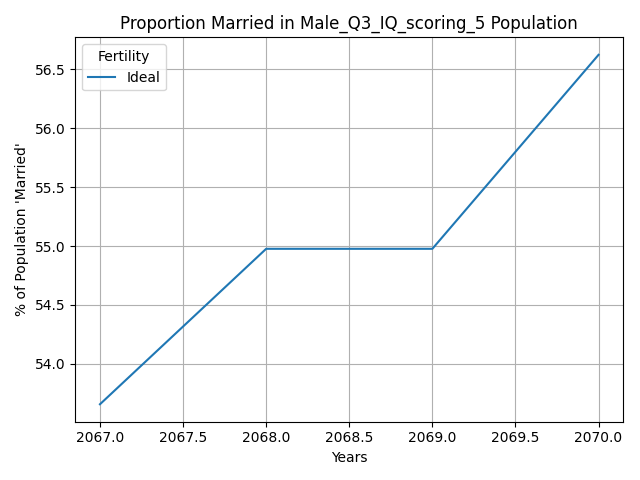 Proportion Married in Male_Q3_IQ_scoring_5 Population
Fertility
Ideal
% of Population 'Married'
56.5
56.0
55.5
55.0
54.5
54.0
2067.0 2067.5 2068.0 2068.5 2069.0 2069.5 2070.0
Years